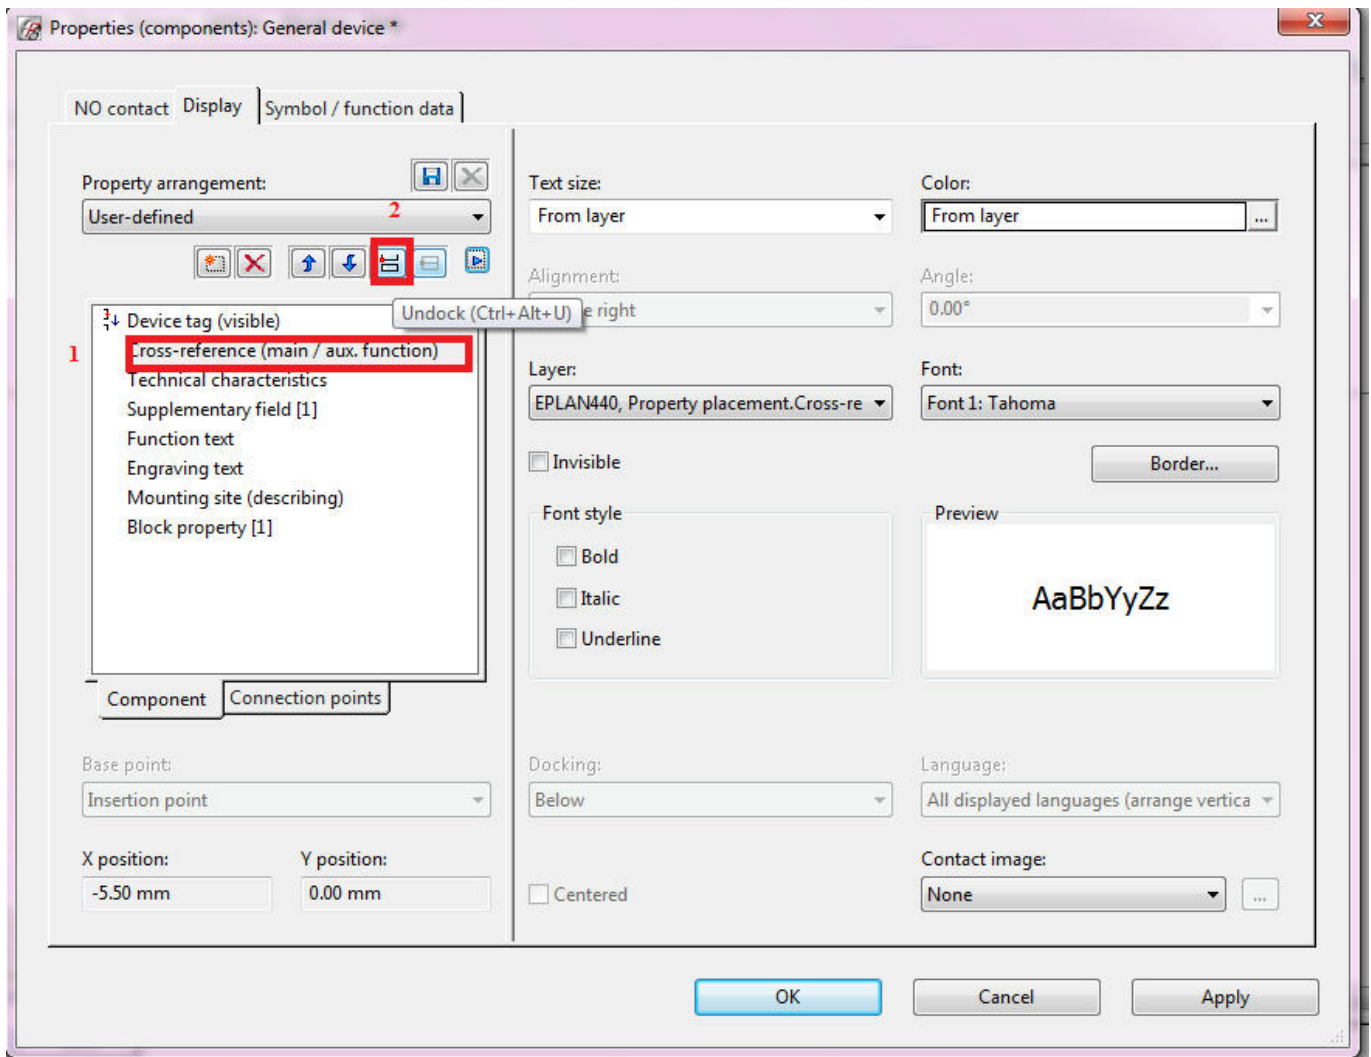 Properties (components): General device *
NO contact
Display
Symbol / function data
Property arrangement:
User-defined
2
Undock (Ctrl+Alt+U)
1
Device tag (visible)
Cross-reference (main / aux. function)
Technical characteristics
Supplementary field [1]
Function text
Engraving text
Mounting site (describing)
Block property [1]
Component
Connection points
Base point:
Insertion point
X position:
Y position:
-5.50 mm
0.00 mm
Text size:
From layer
Color:
From layer
...
Alignment:
right
Angle:
0.00°
Layer:
EPLAN440, Property placement.Cross-re
Font:
Font 1: Tahoma
Invisible
Border...
Font style
Bold
Italic
Underline
Preview
AaBbYyZz
Docking:
Below
Language:
All displayed languages (arrange vertica
Centered
Contact image:
None
...
OK
Cancel
Apply